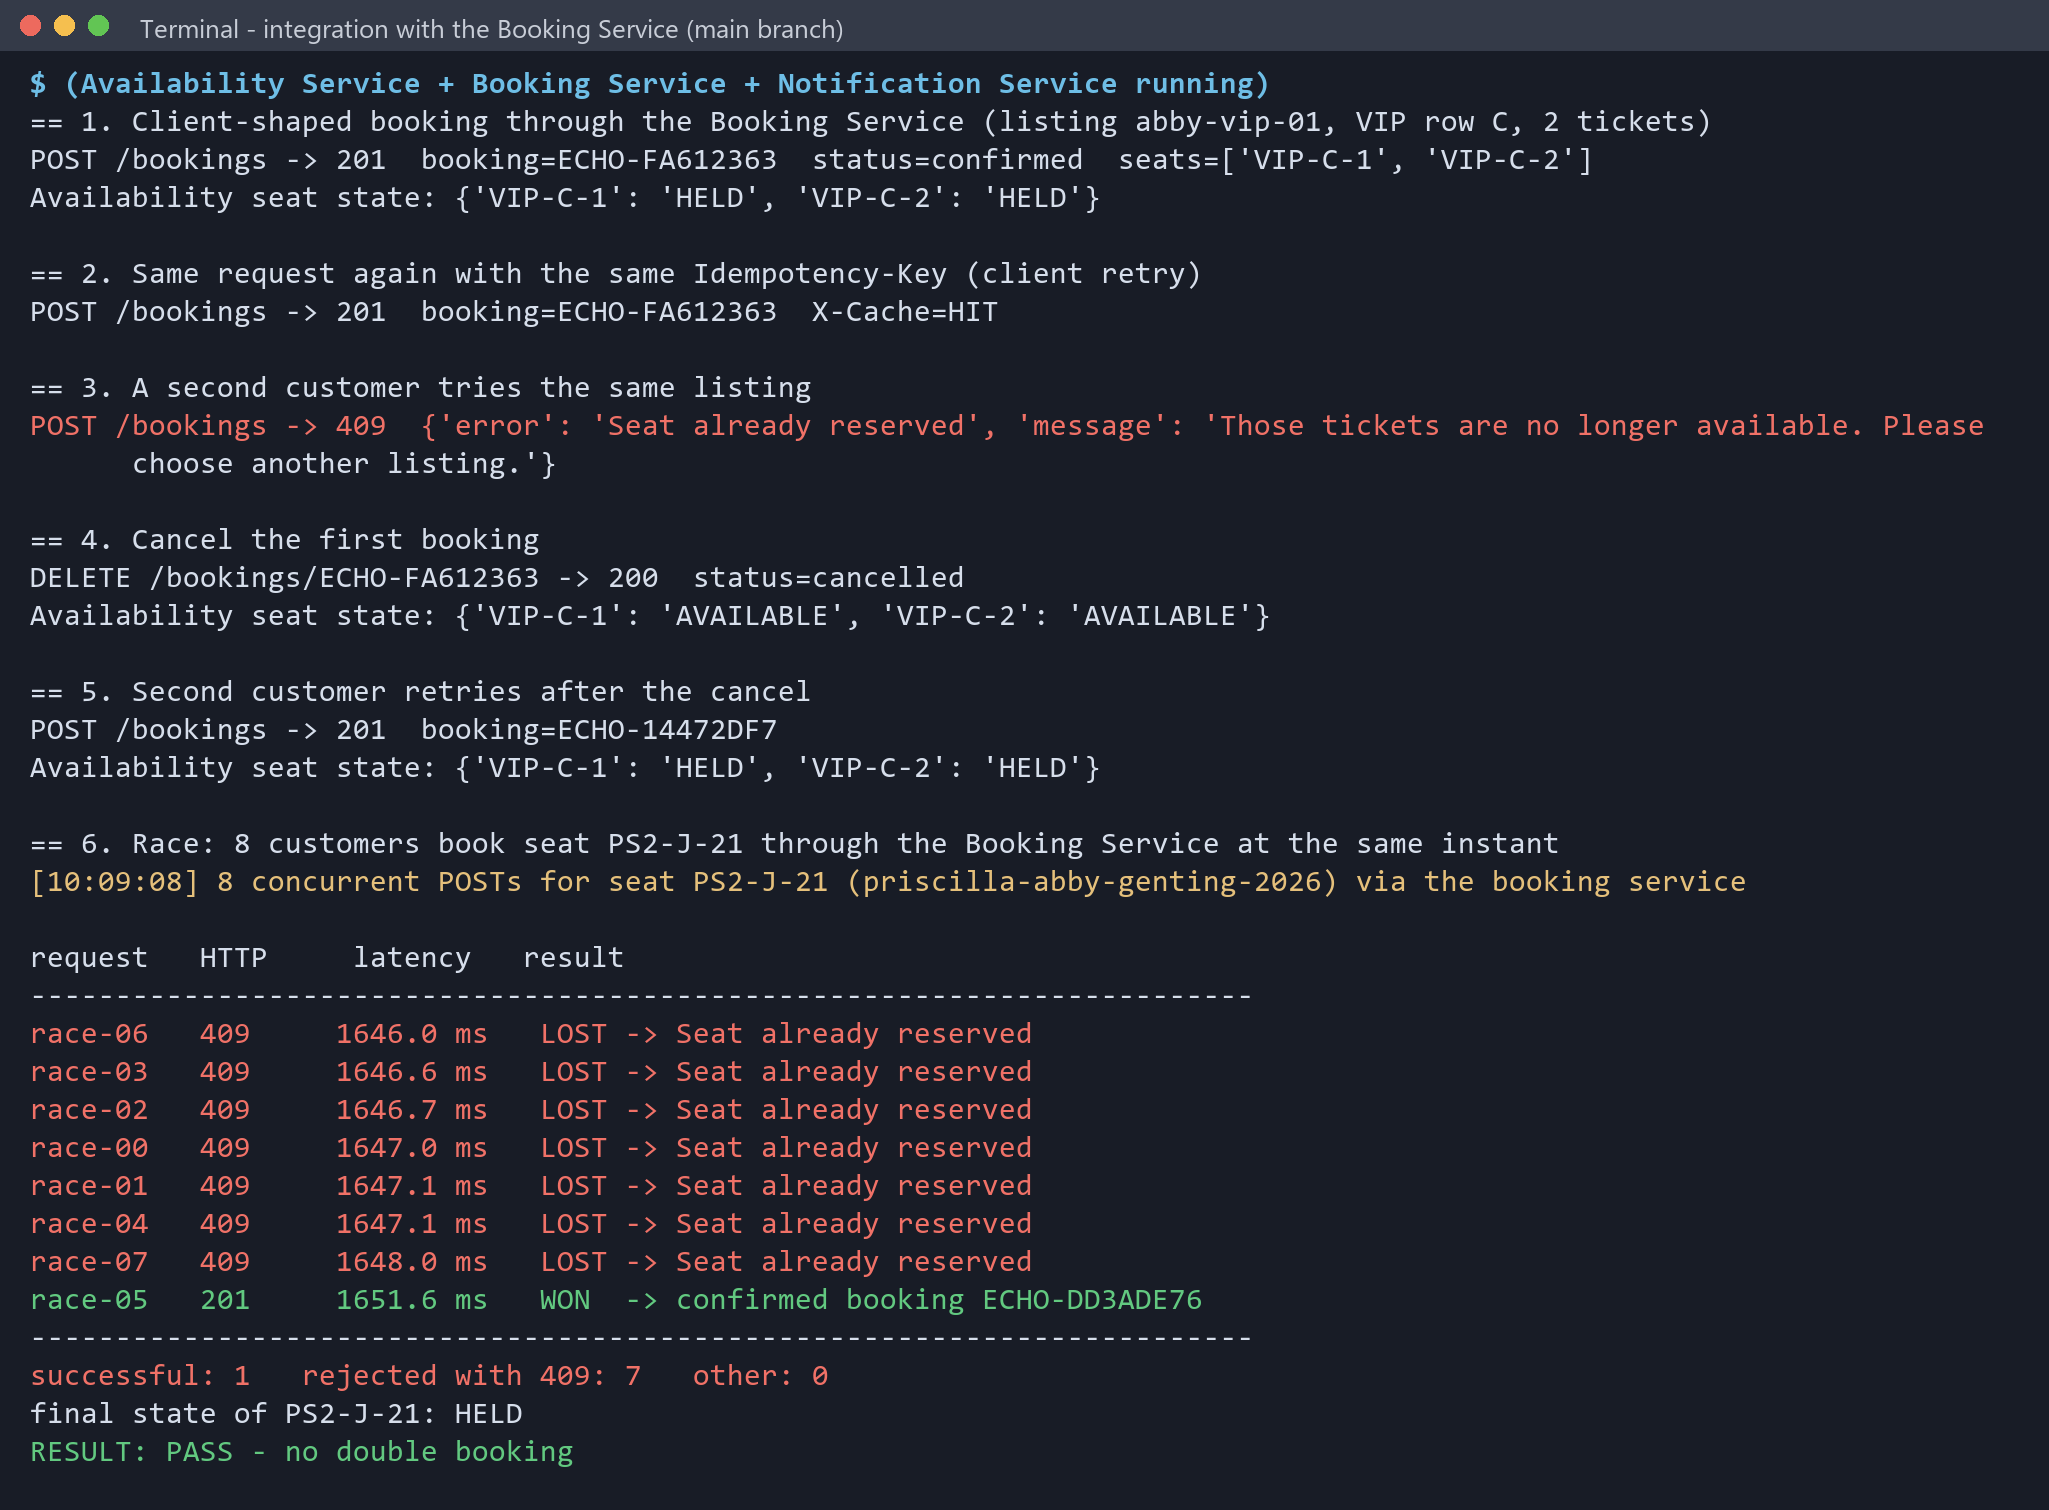 Terminal - integration with the Booking Service (main branch)
$ (Availability Service + Booking Service + Notification Service running)
== 1. Client-shaped booking through the Booking Service (listing abby-vip-01, VIP row C, 2 tickets)
POST /bookings -> 201  booking=ECHO-FA612363  status=confirmed  seats=['VIP-C-1', 'VIP-C-2']
Availability seat state: {'VIP-C-1': 'HELD', 'VIP-C-2': 'HELD'}
== 2. Same request again with the same Idempotency-Key (client retry)
POST /bookings -> 201  booking=ECHO-FA612363  X-Cache=HIT
== 3. A second customer tries the same listing
POST /bookings -> 409  {'error': 'Seat already reserved', 'message': 'Those tickets are no longer available. Please
      choose another listing.'}
== 4. Cancel the first booking
DELETE /bookings/ECHO-FA612363 -> 200  status=cancelled
Availability seat state: {'VIP-C-1': 'AVAILABLE', 'VIP-C-2': 'AVAILABLE'}
== 5. Second customer retries after the cancel
POST /bookings -> 201  booking=ECHO-14472DF7
Availability seat state: {'VIP-C-1': 'HELD', 'VIP-C-2': 'HELD'}
== 6. Race: 8 customers book seat PS2-J-21 through the Booking Service at the same instant
[10:09:08] 8 concurrent POSTs for seat PS2-J-21 (priscilla-abby-genting-2026) via the booking service
request   HTTP     latency   result
------------------------------------------------------------------------
race-06   409     1646.0 ms   LOST -> Seat already reserved
race-03   409     1646.6 ms   LOST -> Seat already reserved
race-02   409     1646.7 ms   LOST -> Seat already reserved
race-00   409     1647.0 ms   LOST -> Seat already reserved
race-01   409     1647.1 ms   LOST -> Seat already reserved
race-04   409     1647.1 ms   LOST -> Seat already reserved
race-07   409     1648.0 ms   LOST -> Seat already reserved
race-05   201     1651.6 ms   WON  -> confirmed booking ECHO-DD3ADE76
------------------------------------------------------------------------
successful: 1   rejected with 409: 7   other: 0
final state of PS2-J-21: HELD
RESULT: PASS - no double booking